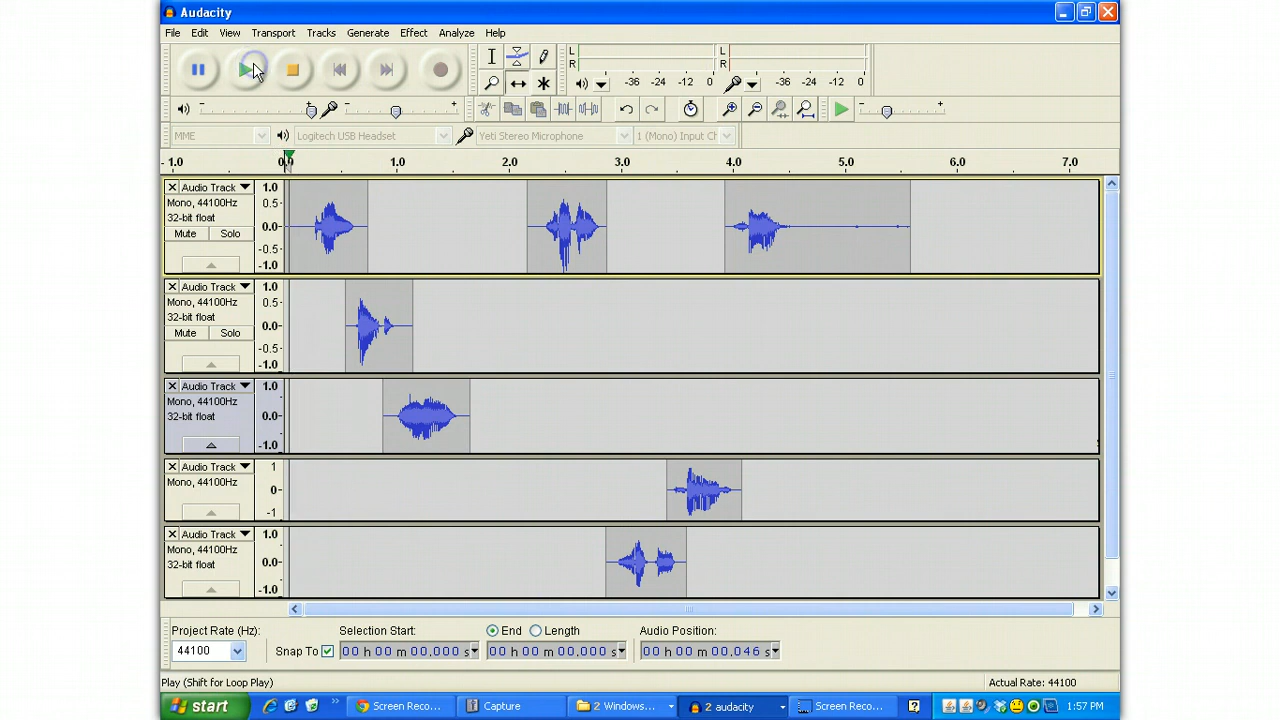 Audacity
File Edit View Transport Tracks Generate Effect Analyze Help
L R -36 -24 -12 0 L R -36 -24 -12 0
MME Logitech USB Headset Yeti Stereo Microphone 1 (Mono) Input Ch
- 1.0 0.0 1.0 2.0 3.0 4.0 5.0 6.0 7.0
Audio Track 1.0
Mono, 44100Hz 0.5
32-bit float 0.0
Mute Solo -0.5
-1.0
Audio Track 1.0
Mono, 44100Hz 0.5
32-bit float 0.0
Mute Solo -0.5
-1.0
Audio Track 1.0
Mono, 44100Hz
32-bit float 0.0
-1.0
Audio Track 1
Mono, 44100Hz 0
-1
Audio Track 1.0
Mono, 44100Hz
32-bit float 0.0
-1.0
Project Rate (Hz): Selection Start: End Length Audio Position:
44100 Snap To 00 h 00 m 00.000 s 00 h 00 m 00.000 s 00 h 00 m 00.046 s
Play (Shift for Loop Play) Actual Rate: 44100
start » Screen Reco... Capture 2 Windows... 2 audacity Screen Reco... 1:57 PM